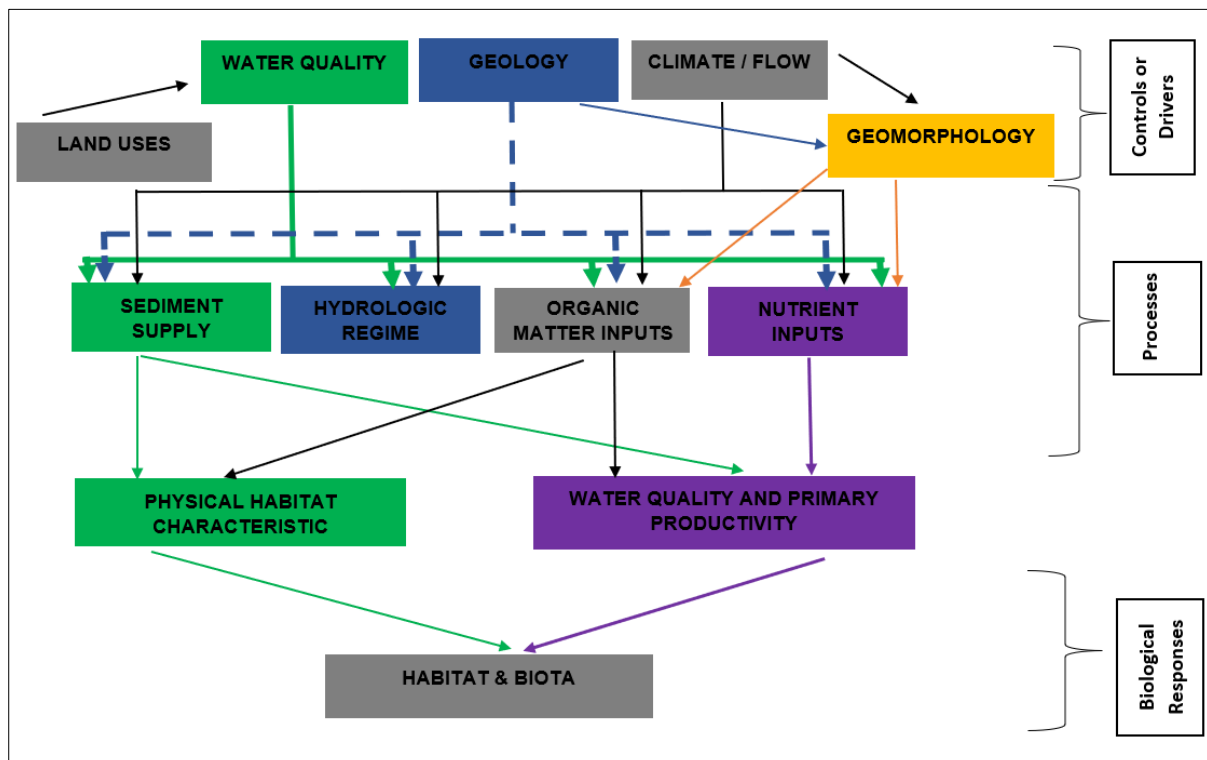 WATER QUALITY
GEOLOGY
CLIMATE / FLOW
LAND USES
GEOMORPHOLOGY
Controls or
Drivers
SEDIMENT
SUPPLY
HYDROLOGIC
REGIME
ORGANIC
MATTER INPUTS
NUTRIENT
INPUTS
Processes
PHYSICAL HABITAT
CHARACTERISTIC
WATER QUALITY AND PRIMARY
PRODUCTIVITY
HABITAT & BIOTA
Biological
Responses